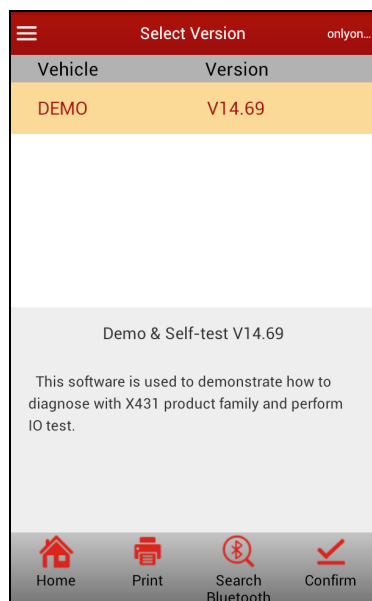 Select Version onlyon...
Vehicle Version
DEMO V14.69
Demo & Self-test V14.69
This software is used to demonstrate how to
diagnose with X431 product family and perform
IO test.
Home Print Search Confirm
Bluetooth